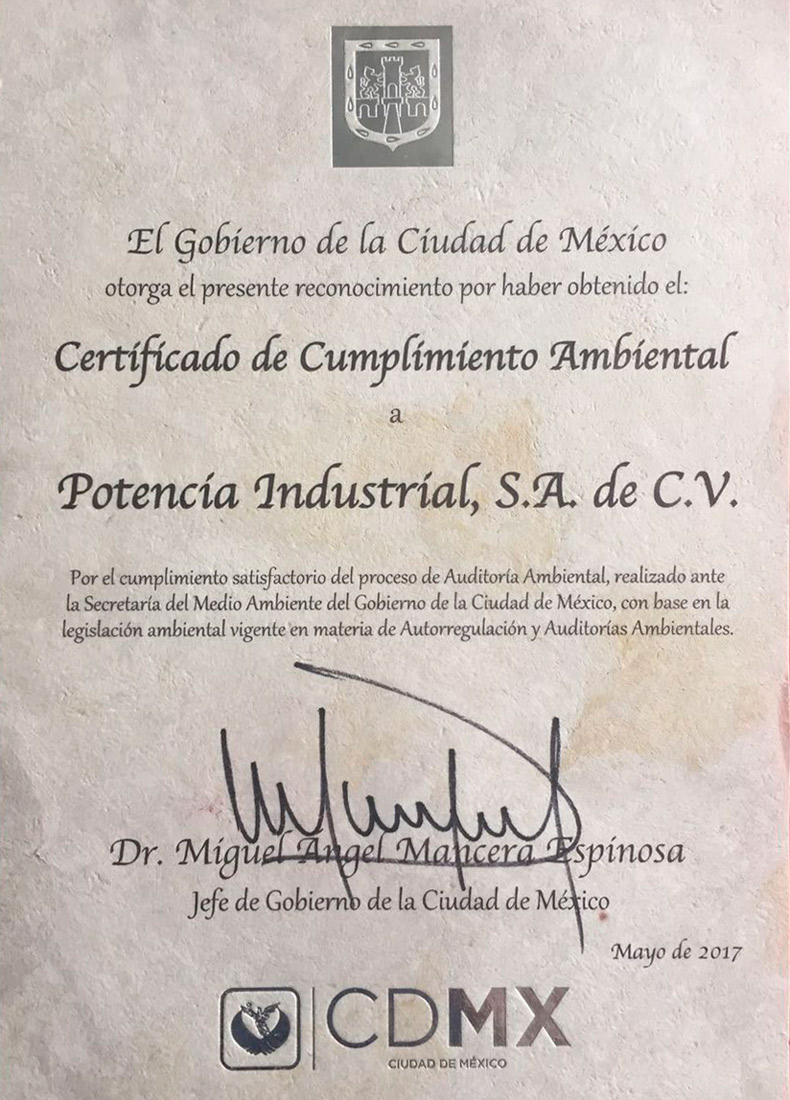 El Gobierno de la Ciudad de México
otorga el presente reconocimiento por haber obtenido el:
Certificado de Cumplimiento Ambiental
a
Potencia Industrial, S.A. de C.V.
Por el cumplimiento satisfactorio del proceso de Auditoría Ambiental, realizado ante
la Secretaría del Medio Ambiente del Gobierno de la Ciudad de México, con base en la
legislación ambiental vigente en materia de Autorregulación y Auditorías Ambientales.
Dr. Miguel Ángel Mancera Espinosa
Jefe de Gobierno de la Ciudad de México
Mayo de 2017
CDMX
CIUDAD DE MÉXICO